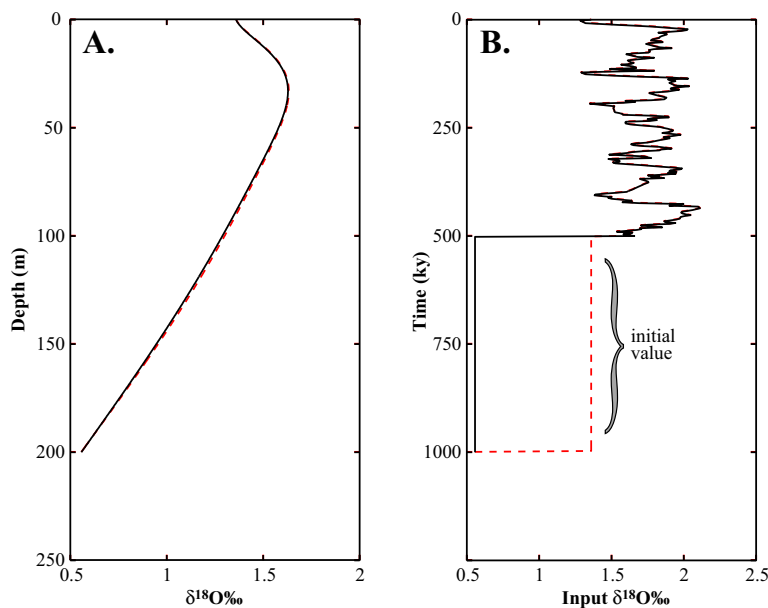 A.
0
50
100
150
200
250
Depth (m)
0.5 1 1.5 2
δ¹⁸O‰
B.
0
250
500
750
1000
Time (ky)
initial
value
0.5 1 1.5 2 2.5
Input δ¹⁸O‰